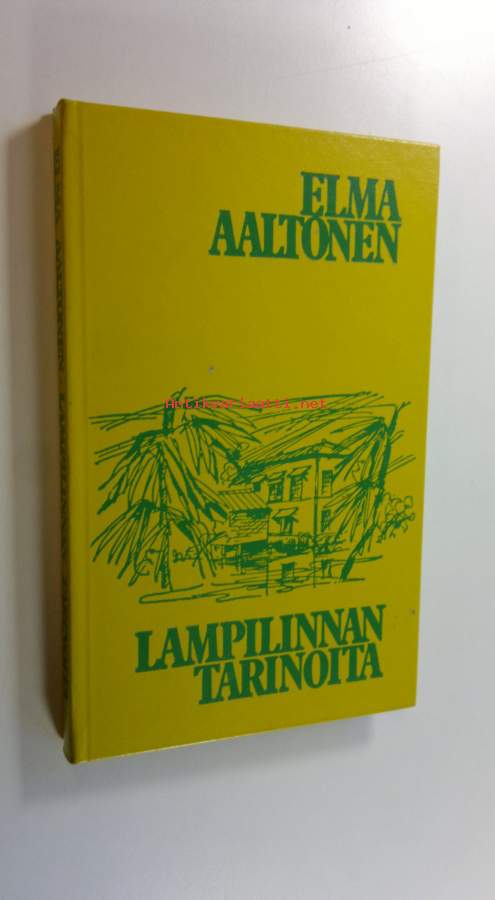 ELMA
AALTONEN
Antikvariaatti.net
LAMPILINNAN
TARINOITA
ELMA AALTONEN - LAMPILINNAN TARINOITA